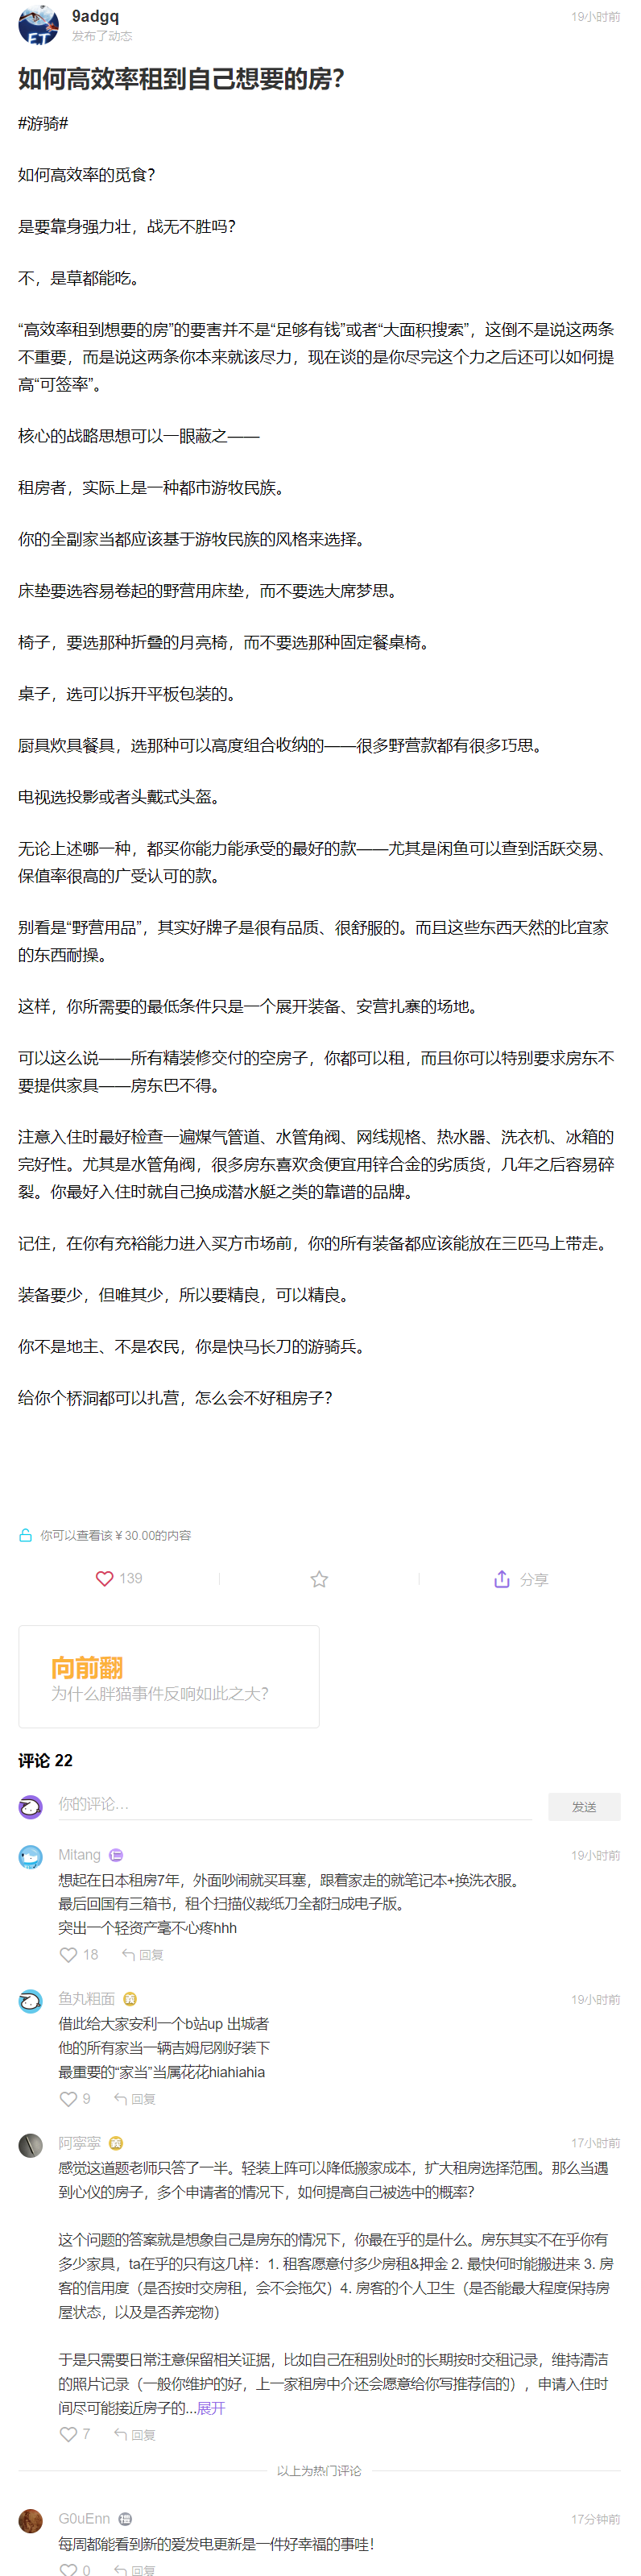 9adgq
19小时前
发布了动态
如何高效率租到自己想要的房？
#游骑#
如何高效率的觅食？
是要靠身强力壮，战无不胜吗？
不，是草都能吃。
“高效率租到想要的房”的要害并不是“足够有钱”或者“大面积搜索”，这倒不是说这两条
不重要，而是说这两条你本来就该尽力，现在谈的是你尽完这个力之后还可以如何提
高“可签率”。
核心的战略思想可以一眼蔽之——
租房者，实际上是一种都市游牧民族。
你的全副家当都应该基于游牧民族的风格来选择。
床垫要选容易卷起的野营用床垫，而不要选大席梦思。
椅子，要选那种折叠的月亮椅，而不要选那种固定餐桌椅。
桌子，选可以拆开平板包装的。
厨具炊具餐具，选那种可以高度组合收纳的——很多野营款都有很多巧思。
电视选投影或者头戴式头盔。
无论上述哪一种，都买你能力能承受的最好的款——尤其是闲鱼可以查到活跃交易、
保值率很高的广受认可的款。
别看是“野营用品”，其实好牌子是很有品质、很舒服的。而且这些东西天然的比宜家
的东西耐操。
这样，你所需要的最低条件只是一个展开装备、安营扎寨的场地。
可以这么说——所有精装修交付的空房子，你都可以租，而且你可以特别要求房东不
要提供家具——房东巴不得。
注意入住时最好检查一遍煤气管道、水管角阀、网线规格、热水器、洗衣机、冰箱的
完好性。尤其是水管角阀，很多房东喜欢贪便宜用锌合金的劣质货，几年之后容易碎
裂。你最好入住时就自己换成潜水艇之类的靠谱的品牌。
记住，在你有充裕能力进入买方市场前，你的所有装备都应该能放在三匹马上带走。
装备要少，但唯其少，所以要精良，可以精良。
你不是地主、不是农民，你是快马长刀的游骑兵。
给你个桥洞都可以扎营，怎么会不好租房子？
你可以查看该￥30.00的内容
139
分享
向前翻
为什么胖猫事件反响如此之大？
评论 22
你的评论…
发送
Mitang 仁
19小时前
想起在日本租房7年，外面吵闹就买耳塞，跟着家走的就笔记本+换洗衣服。
最后回国有三箱书，租个扫描仪裁纸刀全都扫成电子版。
突出一个轻资产毫不心疼hhh
18 回复
鱼丸粗面 义
19小时前
借此给大家安利一个b站up 出城者
他的所有家当一辆吉姆尼刚好装下
最重要的“家当”当属花花hiahiahia
9 回复
阿寧寧 义
17小时前
感觉这道题老师只答了一半。轻装上阵可以降低搬家成本，扩大租房选择范围。那么当遇
到心仪的房子，多个申请者的情况下，如何提高自己被选中的概率？
这个问题的答案就是想象自己是房东的情况下，你最在乎的是什么。房东其实不在乎你有
多少家具，ta在乎的只有这几样：1. 租客愿意付多少房租&押金 2. 最快何时能搬进来 3. 房
客的信用度（是否按时交房租，会不会拖欠）4. 房客的个人卫生（是否能最大程度保持房
屋状态，以及是否养宠物）
于是只需要日常注意保留相关证据，比如自己在租别处时的长期按时交租记录，维持清洁
的照片记录（一般你维护的好，上一家租房中介还会愿意给你写推荐信的），申请入住时
间尽可能接近房子的...展开
7 回复
以上为热门评论
G0uEnn
17分钟前
每周都能看到新的爱发电更新是一件好幸福的事哇！
0 回复